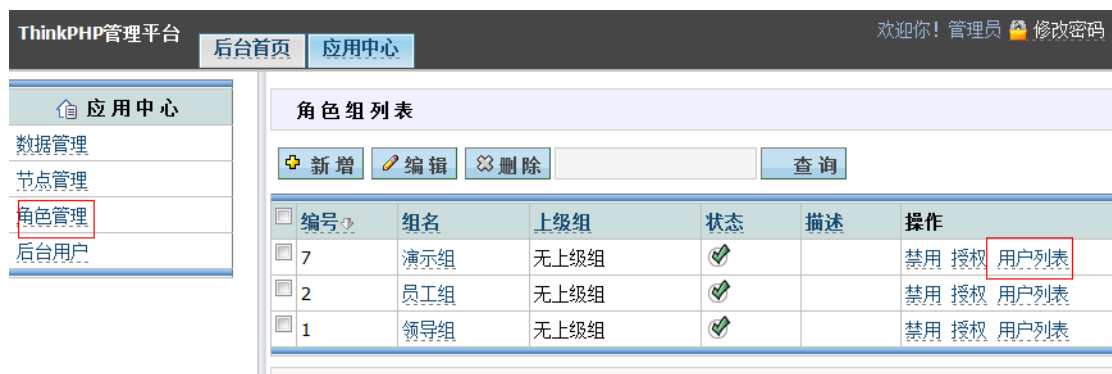 ThinkPHP管理平台 后台首页 应用中心 欢迎你！管理员 修改密码
应用中心
数据管理
节点管理
角色管理
后台用户
角色组列表
新增 编辑 删除 查询
编号 组名 上级组 状态 描述 操作
7 演示组 无上级组 禁用 授权 用户列表
2 员工组 无上级组 禁用 授权 用户列表
1 领导组 无上级组 禁用 授权 用户列表